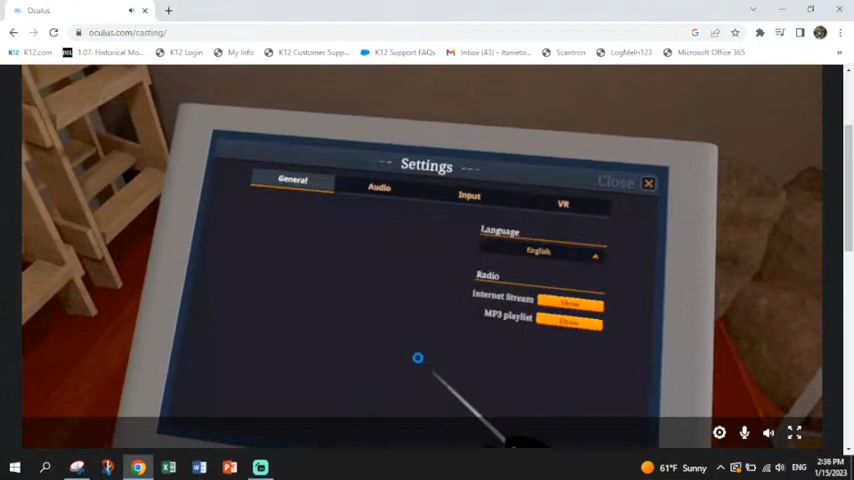 Oculus
oculus.com/casting/
K12 K12.com
1.07: Historical Mo...
K12 Login
My Info
K12 Customer Supp...
K12 Support FAQs
Inbox (43) - itsmeto...
Scantron
LogMeIn123
Microsoft Office 365
-- Settings ---
Close
General
Audio
Input
VR
Language
English
Radio
Internet Stream Show
MP3 playlist Show
61°F Sunny
ENG
2:36 PM
1/15/2023